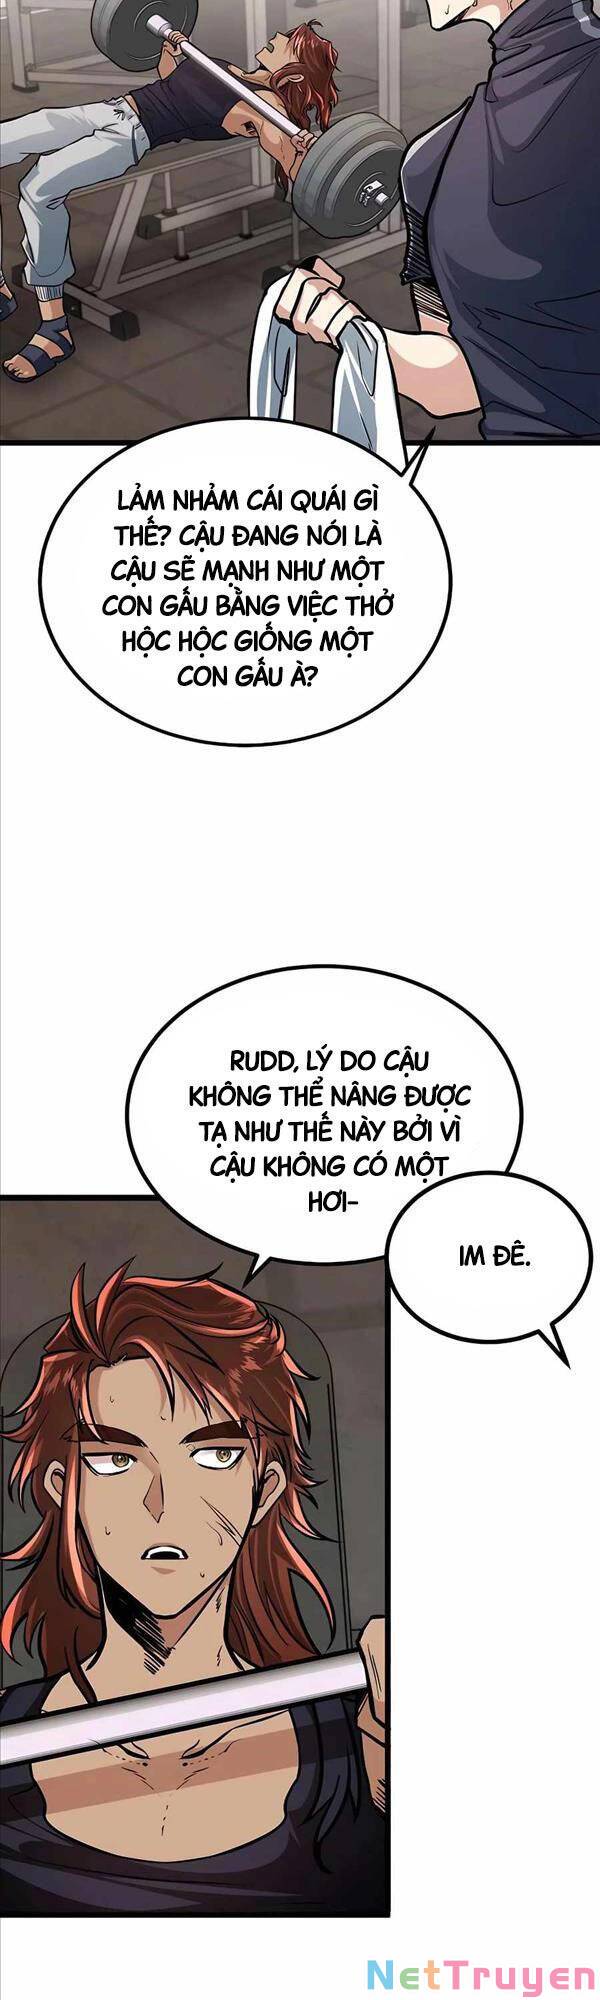 LẢM NHẢM CÁI QUÁI GÌ
THẾ? CẬU ĐANG NÓI LÀ
CẬU SẼ MẠNH NHƯ MỘT
CON GẤU BẰNG VIỆC THỞ
HỘC HỘC GIỐNG MỘT
CON GẤU À?
RUDD, LÝ DO CẬU
KHÔNG THỂ NÂNG ĐƯỢC
TẠ NHƯ THẾ NÀY BỞI VÌ
CẬU KHÔNG CÓ MỘT
HƠI-
IM ĐÊ.
NetTruyen